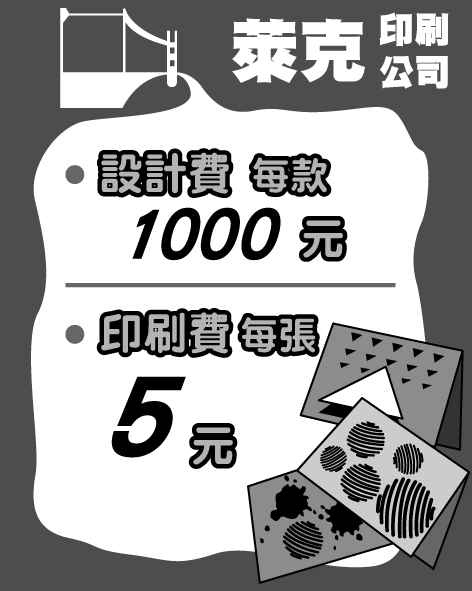 萊克印刷公司
設計費 每款
1000 元
印刷費 每張
5 元